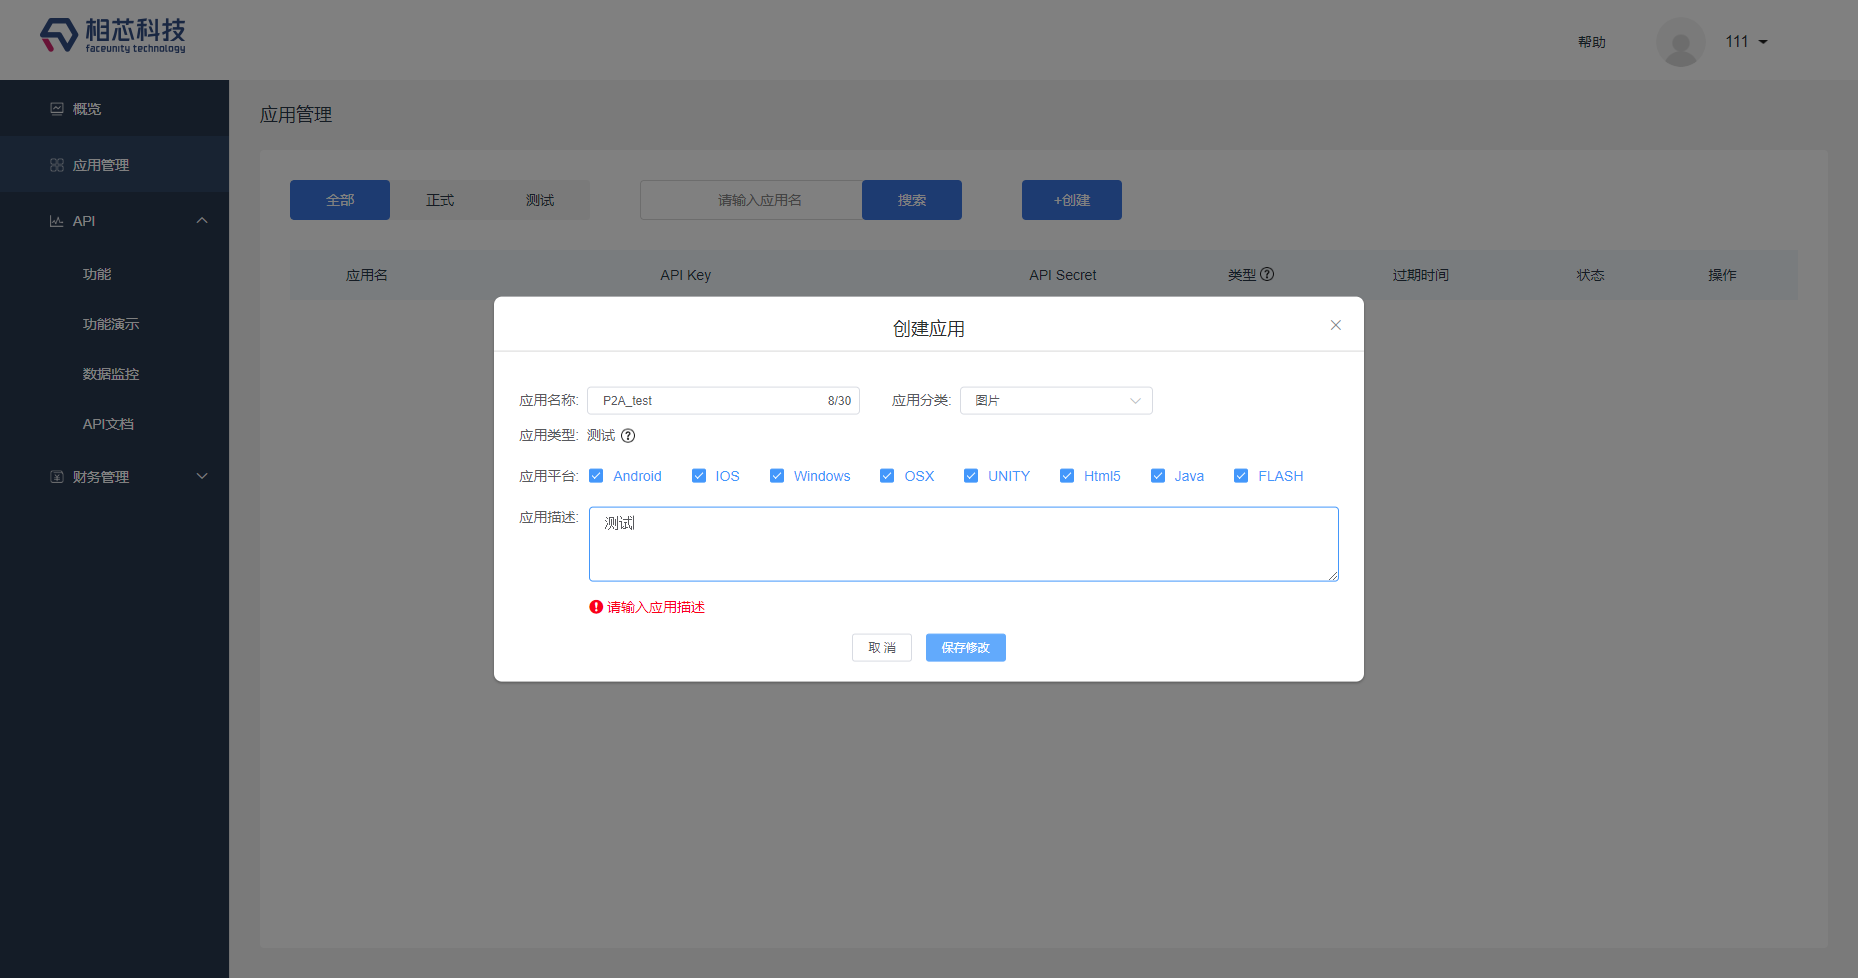 相芯科技
faceunity technology
帮助
111
概览
应用管理
API
功能
功能演示
数据监控
API文档
财务管理
应用管理
全部
正式
测试
请输入应用名
搜索
+创建
应用名
API Key
API Secret
类型
过期时间
状态
操作
创建应用
应用名称: P2A_test 8/30 应用分类: 图片
应用类型: 测试
应用平台: Android IOS Windows OSX UNITY Html5 Java FLASH
应用描述: 测试
请输入应用描述
取消
保存修改